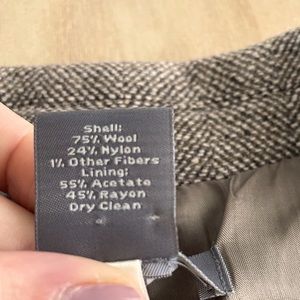 Shell:
75% Wool
24% Nylon
1% Other Fibers
Lining:
55% Acetate
45% Rayon
Dry Clean